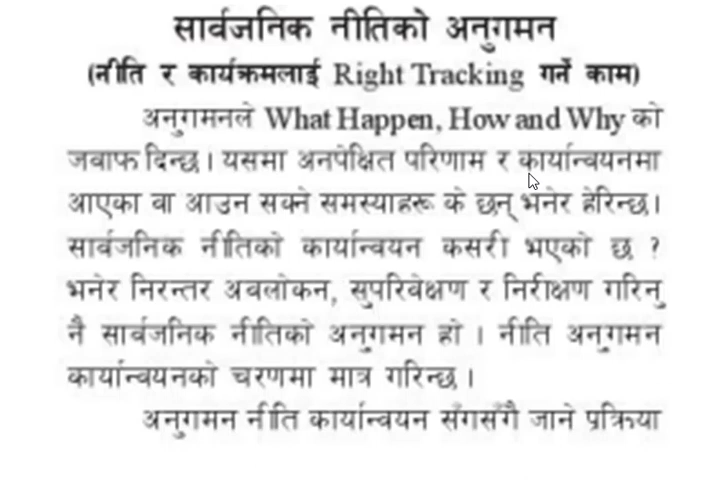 सार्वजनिक नीतिको अनुगमन
(नीति र कार्यक्रमलाई Right Tracking गर्ने काम)
अनुगमनले What Happen, How and Why को
जवाफ दिन्छ। यसमा अनपेक्षित परिणाम र कार्यान्वयनमा
आएका वा आउन सक्ने समस्याहरू के छन् भनेर हेरिन्छ।
सार्वजनिक नीतिको कार्यान्वयन कसरी भएको छ ?
भनेर निरन्तर अवलोकन, सुपरिवेक्षण र निरीक्षण गरिनु
नै सार्वजनिक नीतिको अनुगमन हो । नीति अनुगमन
कार्यान्वयनको चरणमा मात्र गरिन्छ ।
अनुगमन नीति कार्यान्वयन सँगसँगै जाने प्रक्रिया